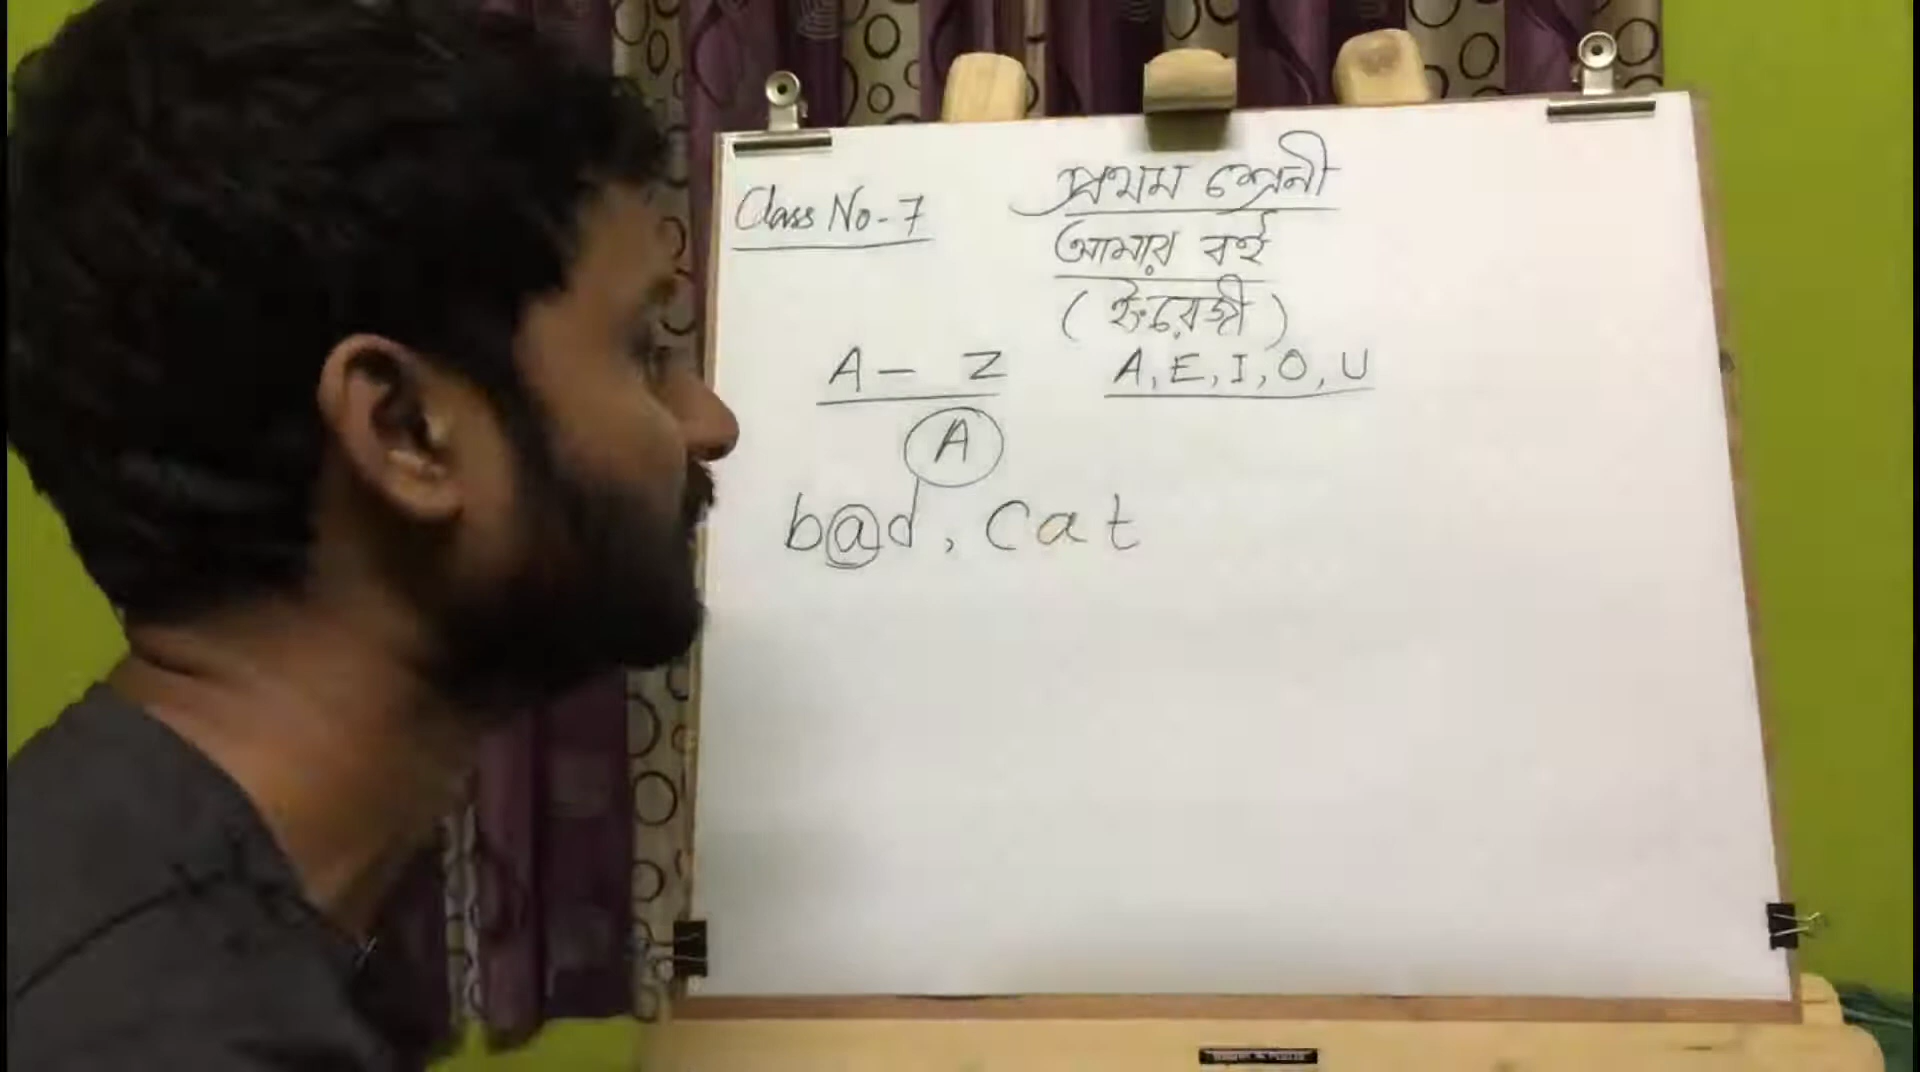 Class No-7
প্রথম শ্রেনী
আমার বই
(ইংরেজী)
A - Z
A, E, I, O, U
A
bad, cat